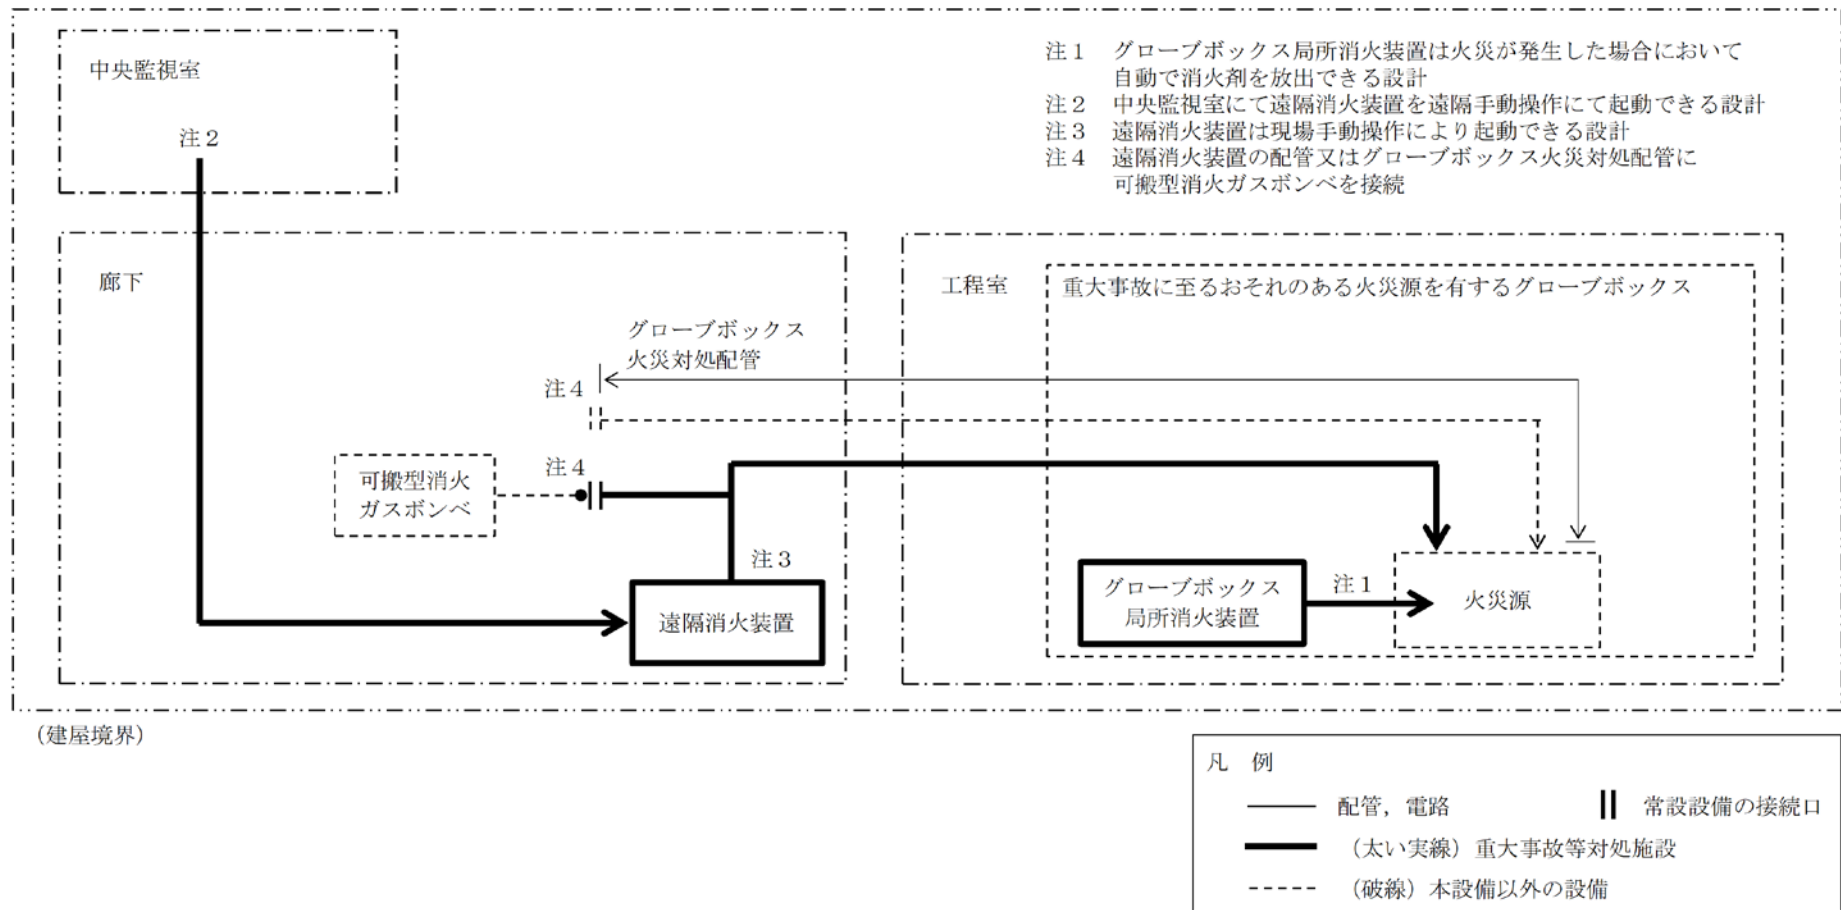 中央監視室
注２
注１ グローブボックス局所消火装置は火災が発生した場合において
自動で消火剤を放出できる設計
注２ 中央監視室にて遠隔消火装置を遠隔手動操作にて起動できる設計
注３ 遠隔消火装置は現場手動操作により起動できる設計
注４ 遠隔消火装置の配管又はグローブボックス火災対処配管に
可搬型消火ガスボンベを接続
廊下
グローブボックス
火災対処配管
注４
注４
可搬型消火
ガスボンベ
注３
遠隔消火装置
工程室
重大事故に至るおそれのある火災源を有するグローブボックス
グローブボックス
局所消火装置
注１
火災源
（建屋境界）
凡 例
配管，電路
常設設備の接続口
（太い実線）重大事故等対処施設
（破線）本設備以外の設備